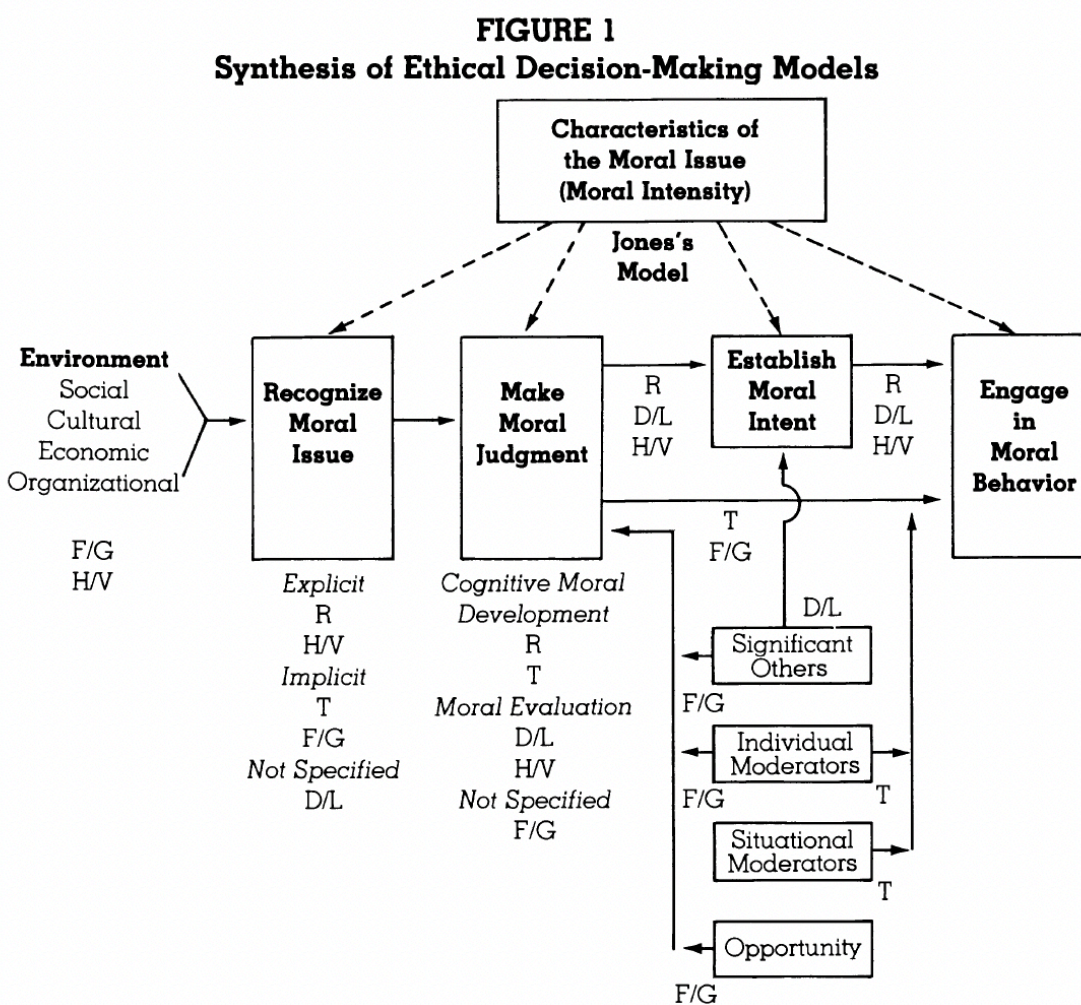 FIGURE 1
Synthesis of Ethical Decision-Making Models
Characteristics of
the Moral Issue
(Moral Intensity)
Jones's
Model
Environment
Social
Cultural
Economic
Organizational
F/G
H/V
Recognize
Moral
Issue
Explicit
R
H/V
Implicit
T
F/G
Not Specified
D/L
Make
Moral
Judgment
Cognitive Moral
Development
R
T
Moral Evaluation
D/L
H/V
Not Specified
F/G
R
D/L
H/V
Establish
Moral
Intent
R
D/L
H/V
Engage
in
Moral
Behavior
T
F/G
D/L
Significant
Others
F/G
Individual
Moderators
F/G
T
Situational
Moderators
T
Opportunity
F/G